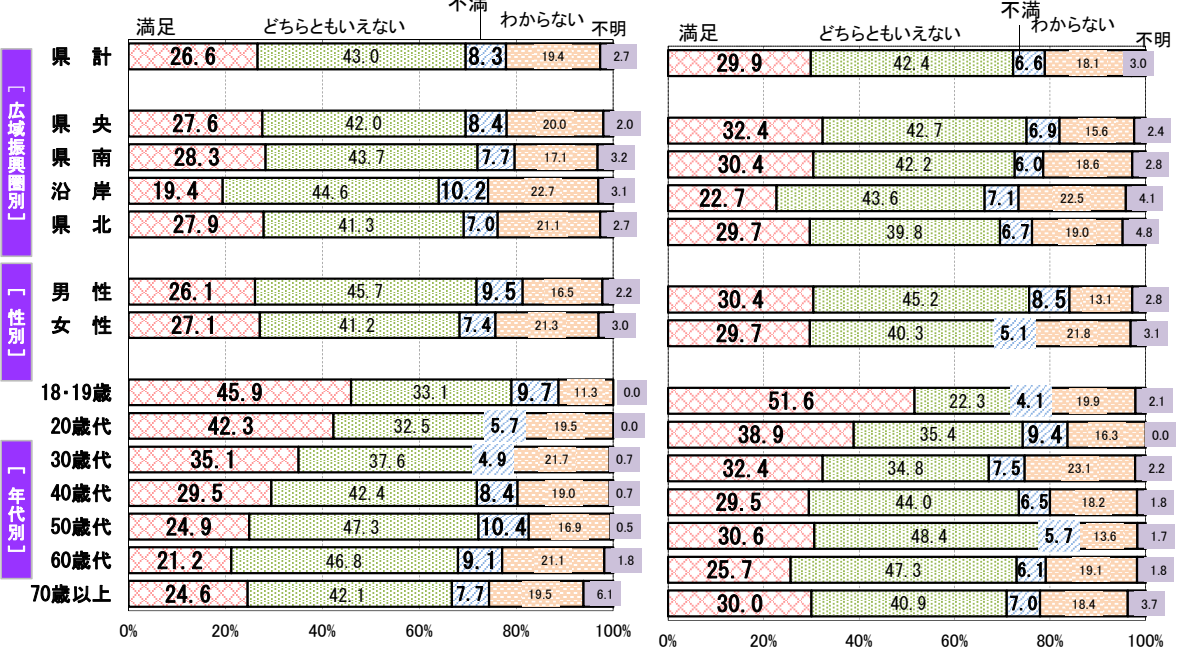 満足 どちらともいえない 不満 わからない 不明
満足 どちらともいえない 不満 わからない 不明
[広域振興圏別]
県 計 26.6 43.0 8.3 19.4 2.7 29.9 42.4 6.6 18.1 3.0
県 央 27.6 42.0 8.4 20.0 2.0 32.4 42.7 6.9 15.6 2.4
県 南 28.3 43.7 7.7 17.1 3.2 30.4 42.2 6.0 18.6 2.8
沿 岸 19.4 44.6 10.2 22.7 3.1 22.7 43.6 7.1 22.5 4.1
県 北 27.9 41.3 7.0 21.1 2.7 29.7 39.8 6.7 19.0 4.8
[性別]
男 性 26.1 45.7 9.5 16.5 2.2 30.4 45.2 8.5 13.1 2.8
女 性 27.1 41.2 7.4 21.3 3.0 29.7 40.3 5.1 21.8 3.1
[年代別]
18・19歳 45.9 33.1 9.7 11.3 0.0 51.6 22.3 4.1 19.9 2.1
20歳代 42.3 32.5 5.7 19.5 0.0 38.9 35.4 9.4 16.3 0.0
30歳代 35.1 37.6 4.9 21.7 0.7 32.4 34.8 7.5 23.1 2.2
40歳代 29.5 42.4 8.4 19.0 0.7 29.5 44.0 6.5 18.2 1.8
50歳代 24.9 47.3 10.4 16.9 0.5 30.6 48.4 5.7 13.6 1.7
60歳代 21.2 46.8 9.1 21.1 1.8 25.7 47.3 6.1 19.1 1.8
70歳以上 24.6 42.1 7.7 19.5 6.1 30.0 40.9 7.0 18.4 3.7
0% 20% 40% 60% 80% 100%
0% 20% 40% 60% 80% 100%